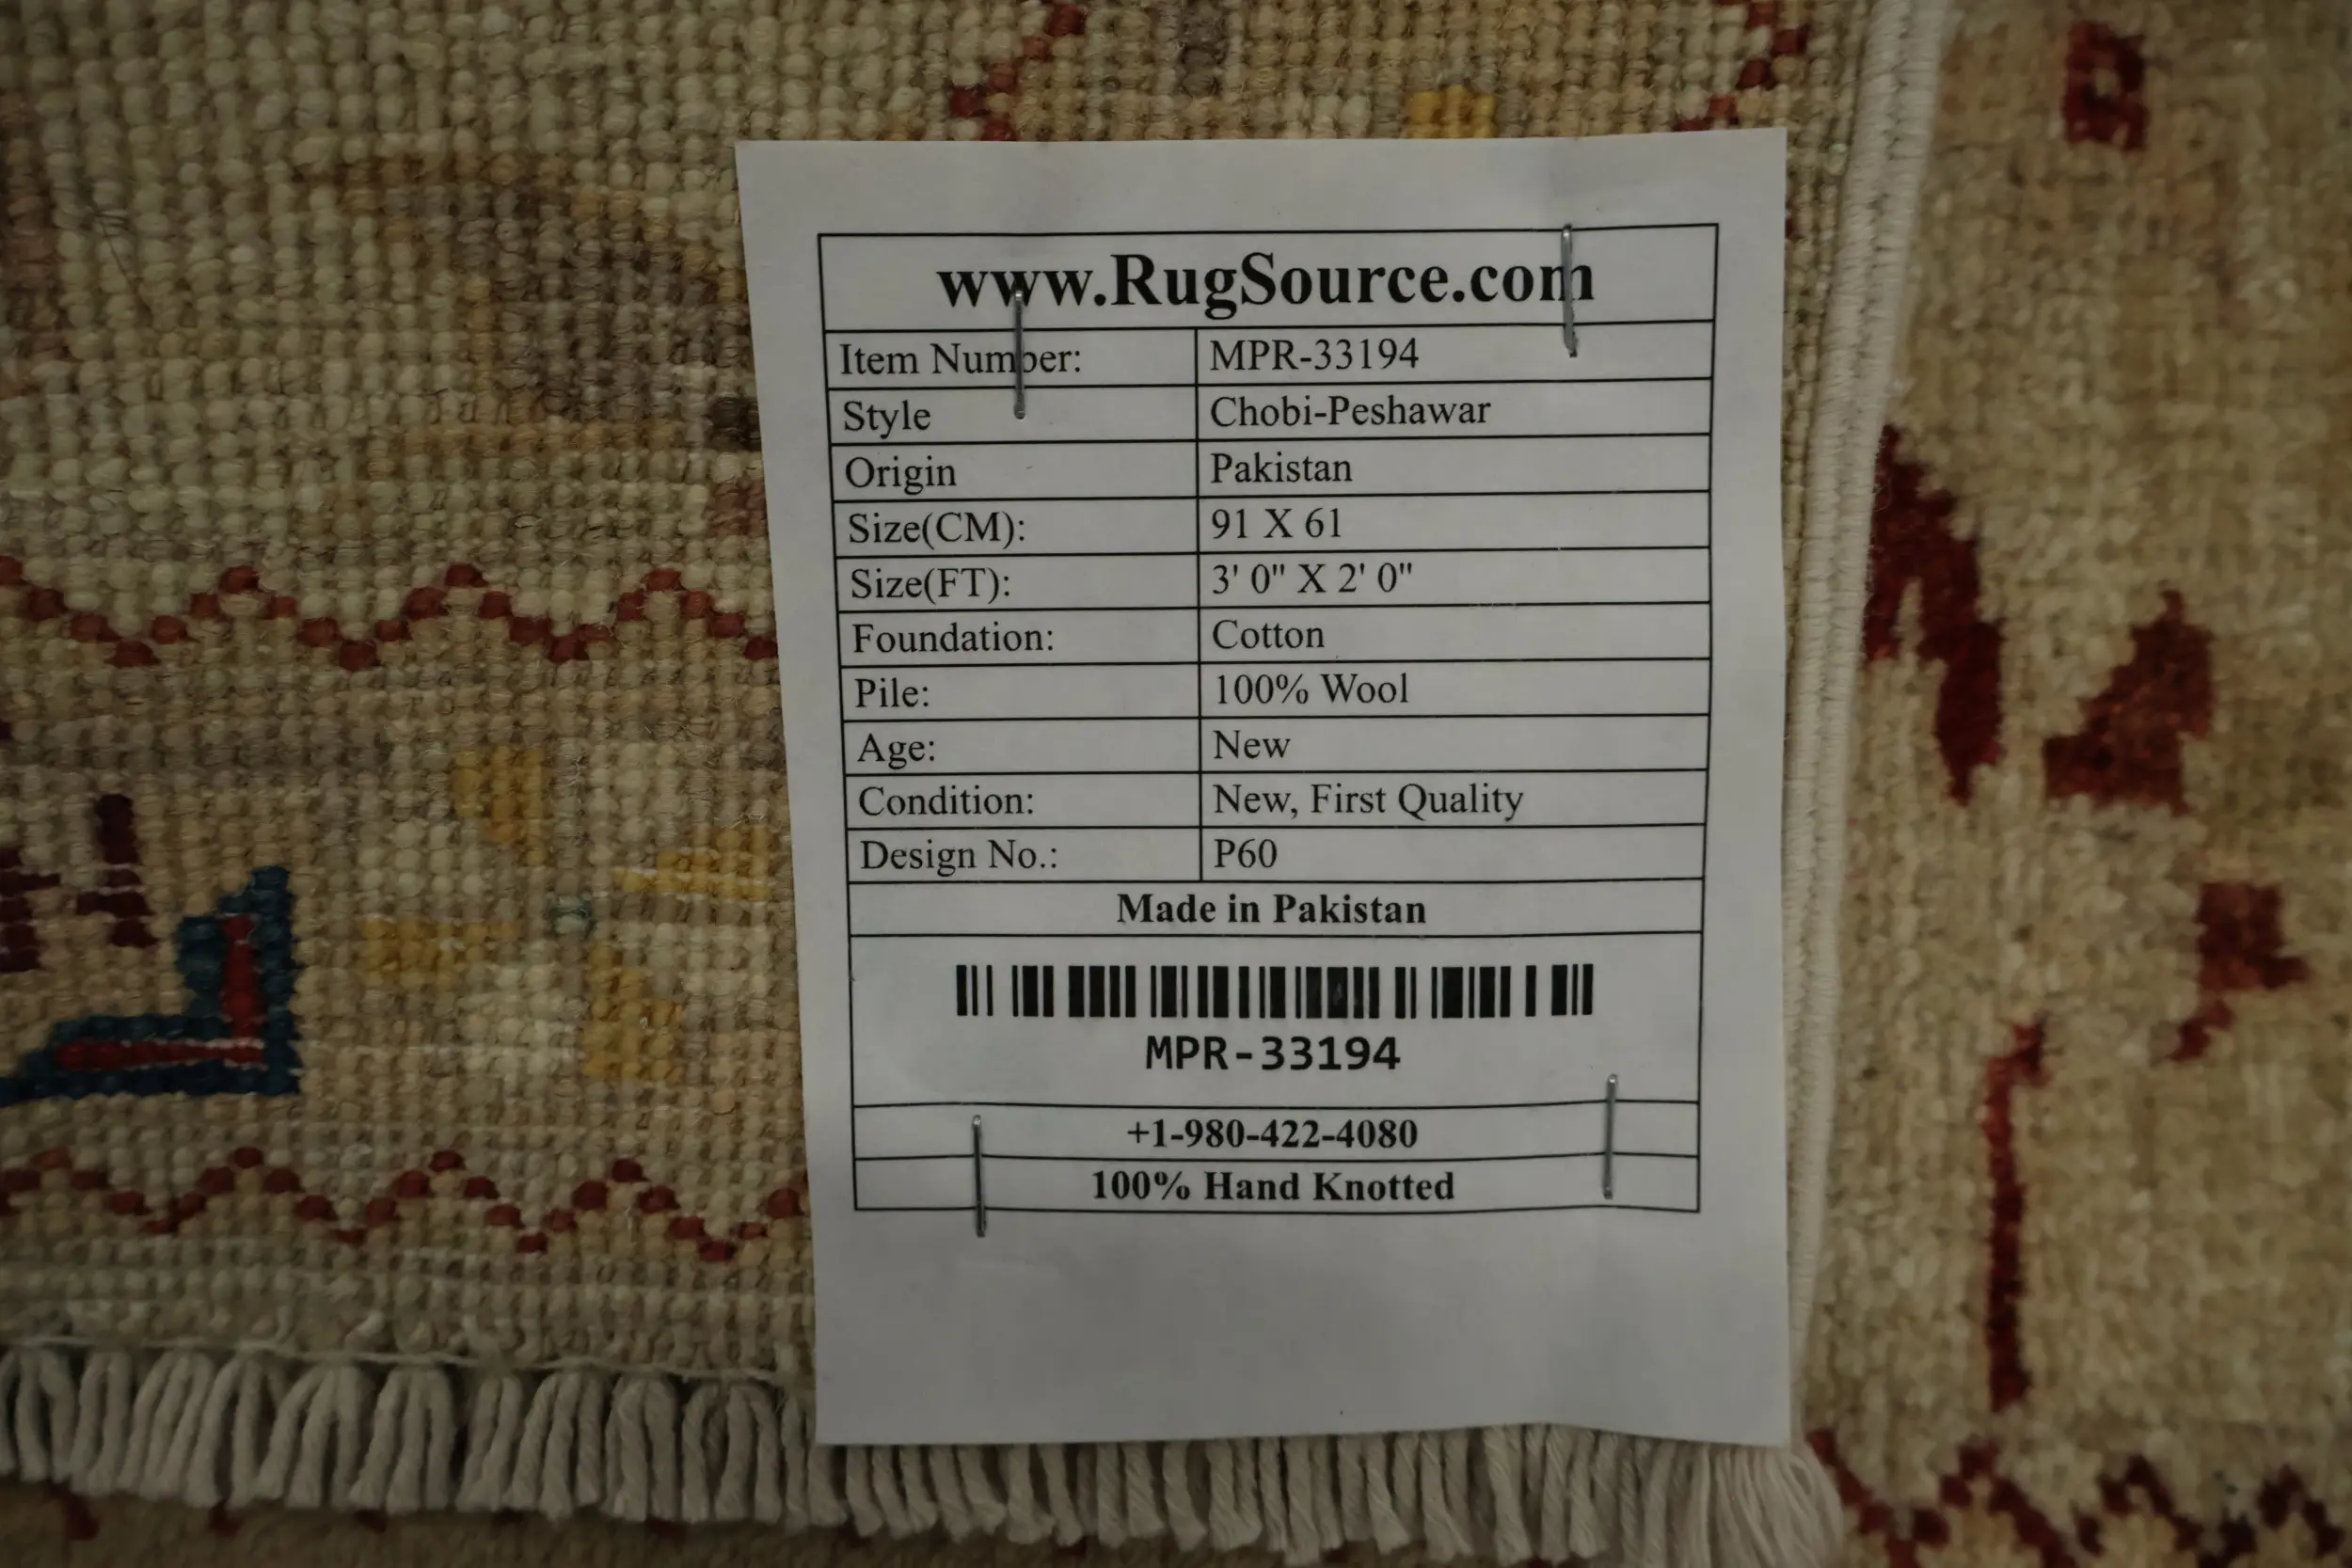 www.RugSource.com
Item Number: MPR-33194
Style Chobi-Peshawar
Origin Pakistan
Size(CM): 91 X 61
Size(FT): 3' 0" X 2' 0"
Foundation: Cotton
Pile: 100% Wool
Age: New
Condition: New, First Quality
Design No.: P60
Made in Pakistan
MPR-33194
+1-980-422-4080
100% Hand Knotted